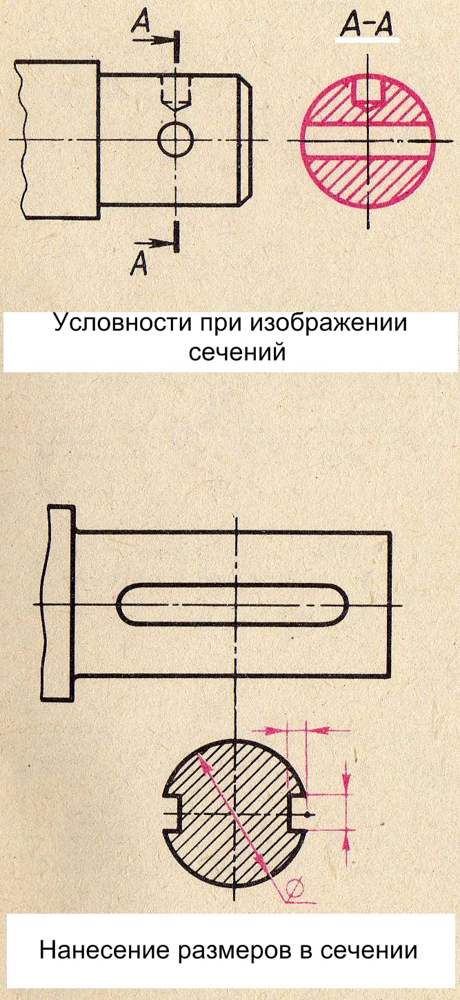 А
А-А
А
Условности при изображении
сечений
Ø
Нанесение размеров в сечении